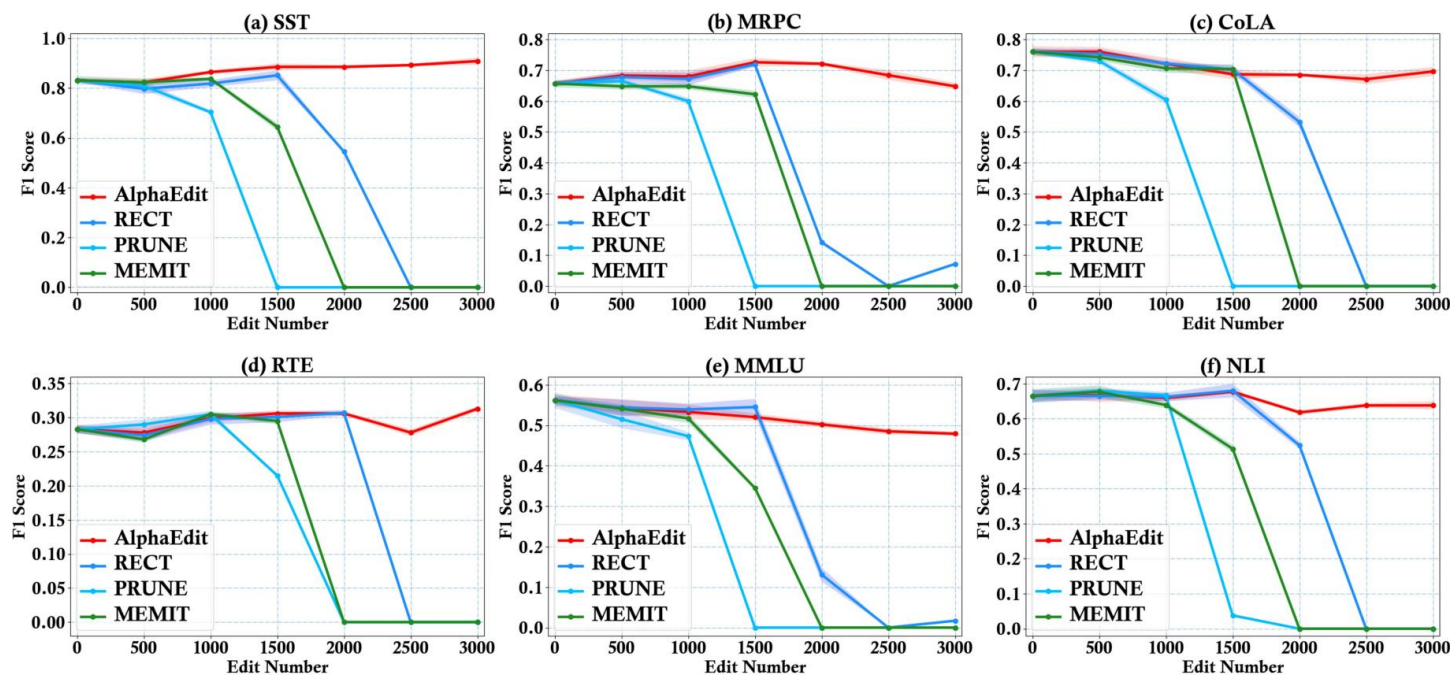 (a) SST
F1 Score
1.0
0.8
0.6
0.4
0.2
0.0
AlphaEdit
RECT
PRUNE
MEMIT
0 500 1000 1500 2000 2500 3000
Edit Number
(b) MRPC
F1 Score
0.8
0.7
0.6
0.5
0.4
0.3
0.2
0.1
0.0
AlphaEdit
RECT
PRUNE
MEMIT
0 500 1000 1500 2000 2500 3000
Edit Number
(c) CoLA
F1 Score
0.8
0.7
0.6
0.5
0.4
0.3
0.2
0.1
0.0
AlphaEdit
RECT
PRUNE
MEMIT
0 500 1000 1500 2000 2500 3000
Edit Number
(d) RTE
F1 Score
0.35
0.30
0.25
0.20
0.15
0.10
0.05
0.00
AlphaEdit
RECT
PRUNE
MEMIT
0 500 1000 1500 2000 2500 3000
Edit Number
(e) MMLU
F1 Score
0.6
0.5
0.4
0.3
0.2
0.1
0.0
AlphaEdit
RECT
PRUNE
MEMIT
0 500 1000 1500 2000 2500 3000
Edit Number
(f) NLI
F1 Score
0.7
0.6
0.5
0.4
0.3
0.2
0.1
0.0
AlphaEdit
RECT
PRUNE
MEMIT
0 500 1000 1500 2000 2500 3000
Edit Number